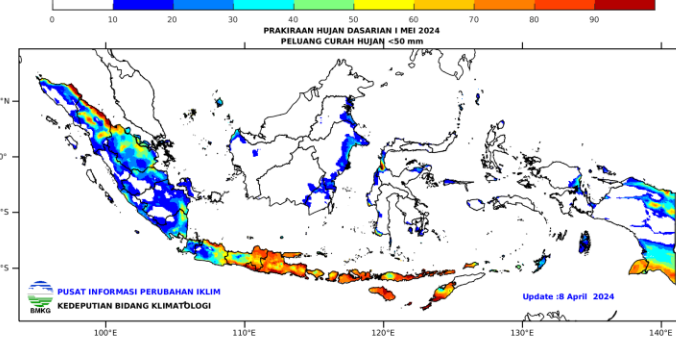 0 10 20 30 40 50 60 70 80 90
PRAKIRAAN HUJAN DASARIAN I MEI 2024
PELUANG CURAH HUJAN <50 mm
°N
0°
°S
°S
PUSAT INFORMASI PERUBAHAN IKLIM
Update :8 April 2024
BMKG
KEDEPUTIAN BIDANG KLIMATOLOGI
100°E 110°E 120°E 130°E 140°E